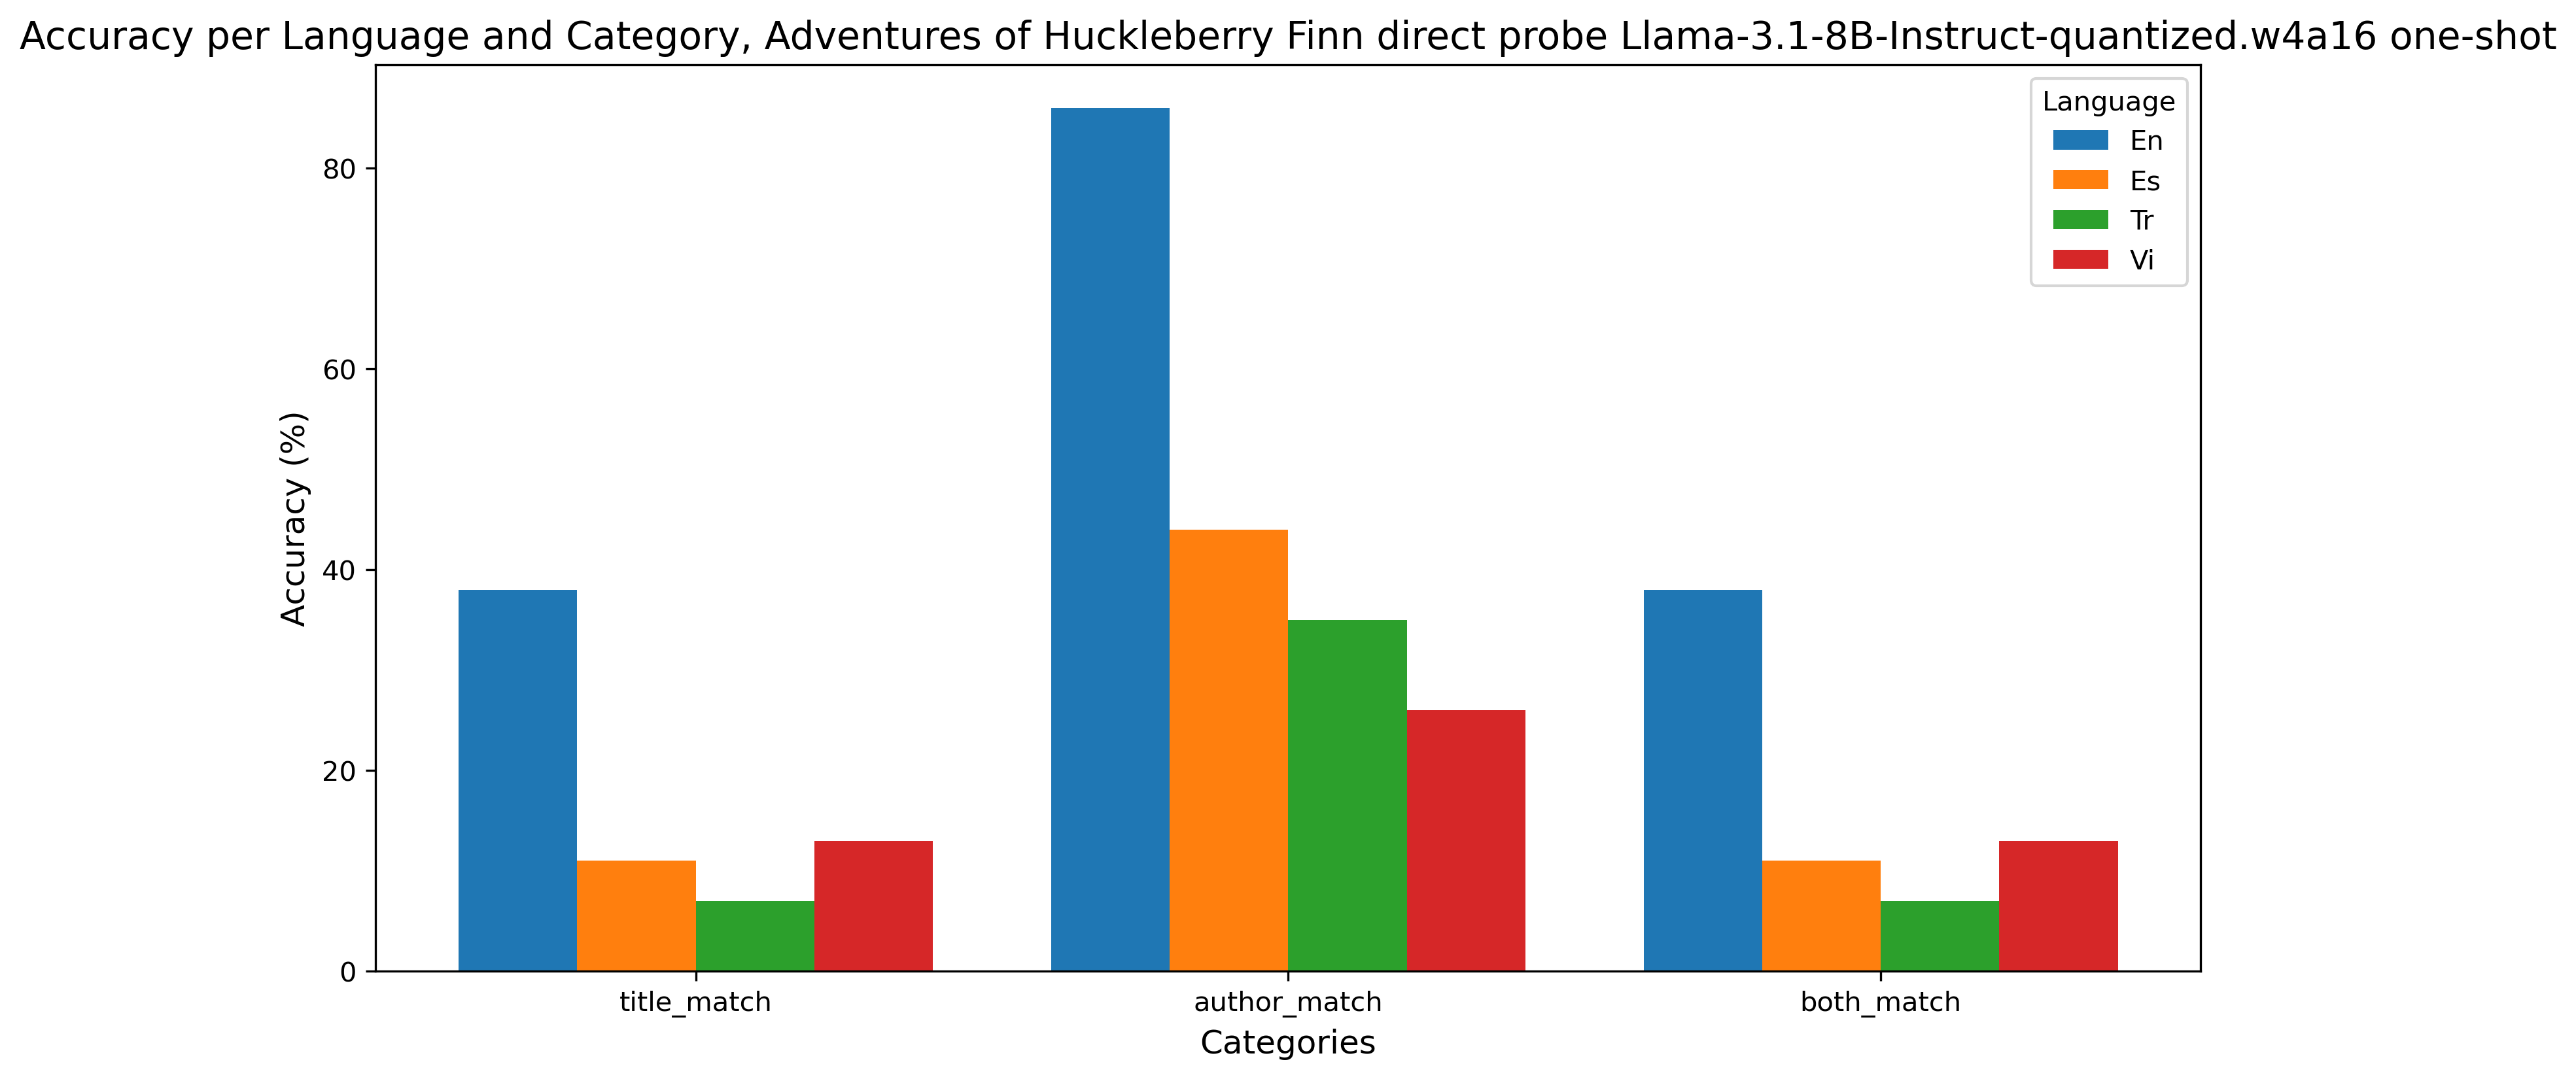 Accuracy per Language and Category, Adventures of Huckleberry Finn direct probe Llama-3.1-8B-Instruct-quantized.w4a16 one-shot
Language
En
Es
Tr
Vi
Accuracy (%)
80
60
40
20
0
title_match
author_match
both_match
Categories